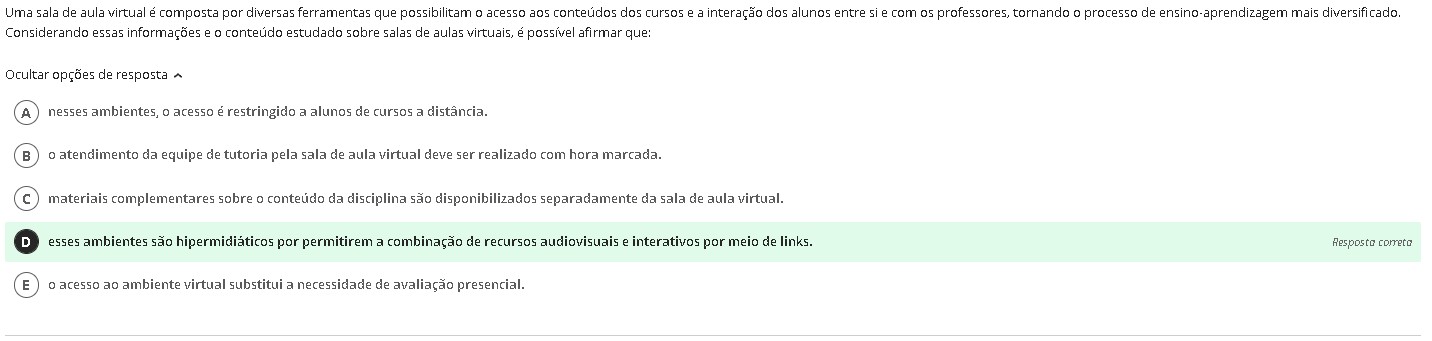 Uma sala de aula virtual é composta por diversas ferramentas que possibilitam o acesso aos conteúdos dos cursos e a interação dos alunos entre si e com os professores, tornando o processo de ensino-aprendizagem mais diversificado.
Considerando essas informações e o conteúdo estudado sobre salas de aulas virtuais, é possível afirmar que:
Ocultar opções de resposta
A nesses ambientes, o acesso é restringido a alunos de cursos a distância.
B o atendimento da equipe de tutoria pela sala de aula virtual deve ser realizado com hora marcada.
C materiais complementares sobre o conteúdo da disciplina são disponibilizados separadamente da sala de aula virtual.
D esses ambientes são hipermidiáticos por permitirem a combinação de recursos audiovisuais e interativos por meio de links. Resposta correta
E o acesso ao ambiente virtual substitui a necessidade de avaliação presencial.